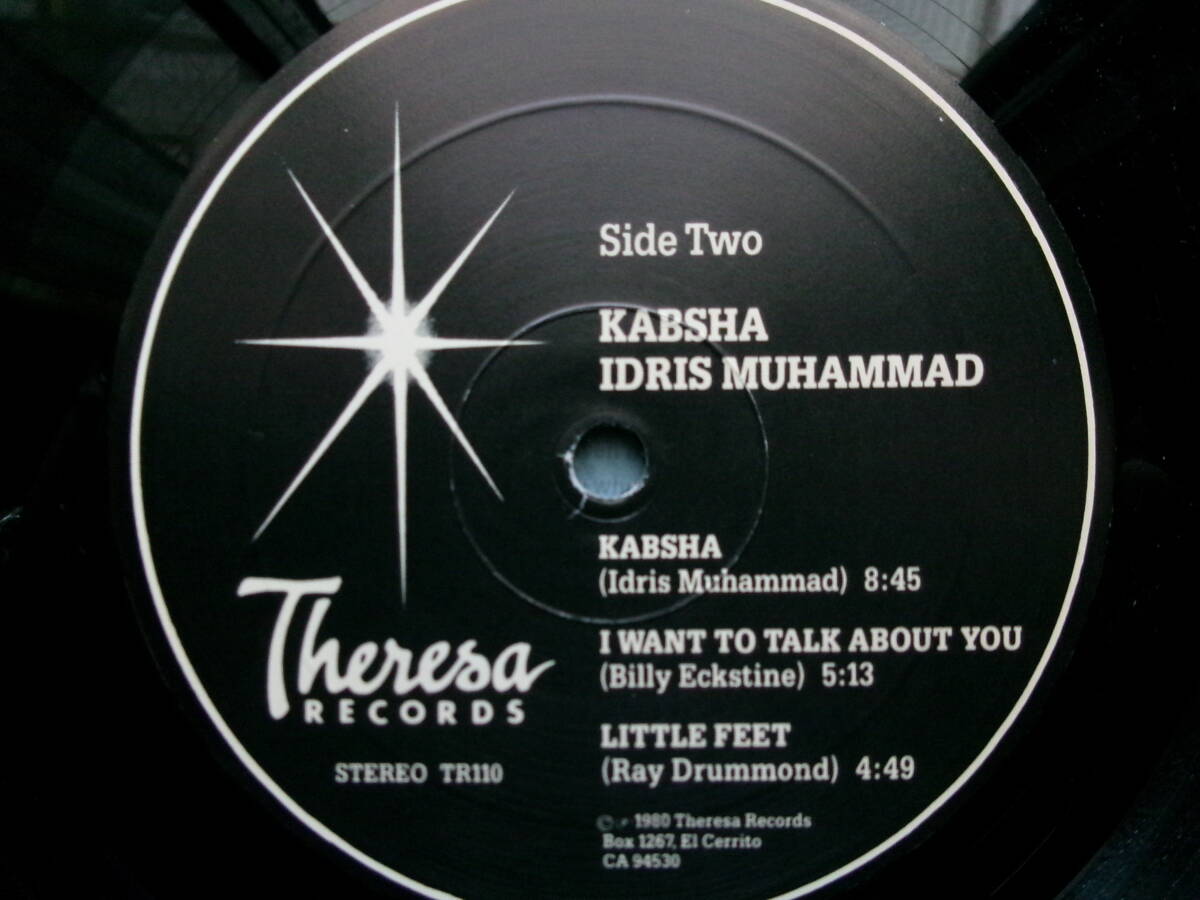 Side Two
KABSHA
IDRIS MUHAMMAD
KABSHA
(Idris Muhammad) 8:45
I WANT TO TALK ABOUT YOU
(Billy Eckstine) 5:13
LITTLE FEET
(Ray Drummond) 4:49
Theresa
RECORDS
STEREO TR110
© ℗ 1980 Theresa Records
Box 1267, El Cerrito
CA 94530